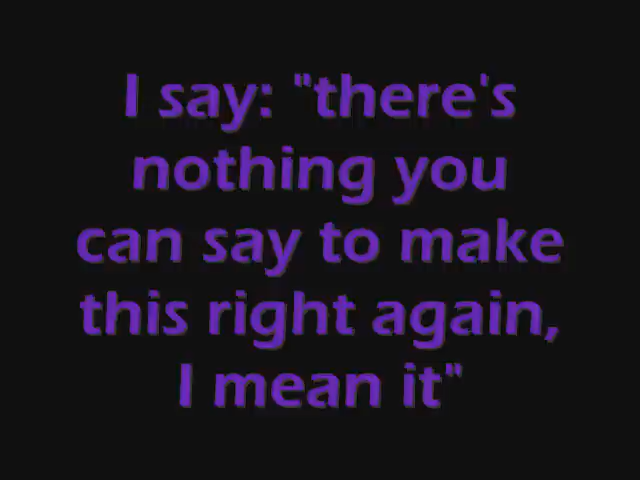 I say: "there's
nothing you
can say to make
this right again,
I mean it"